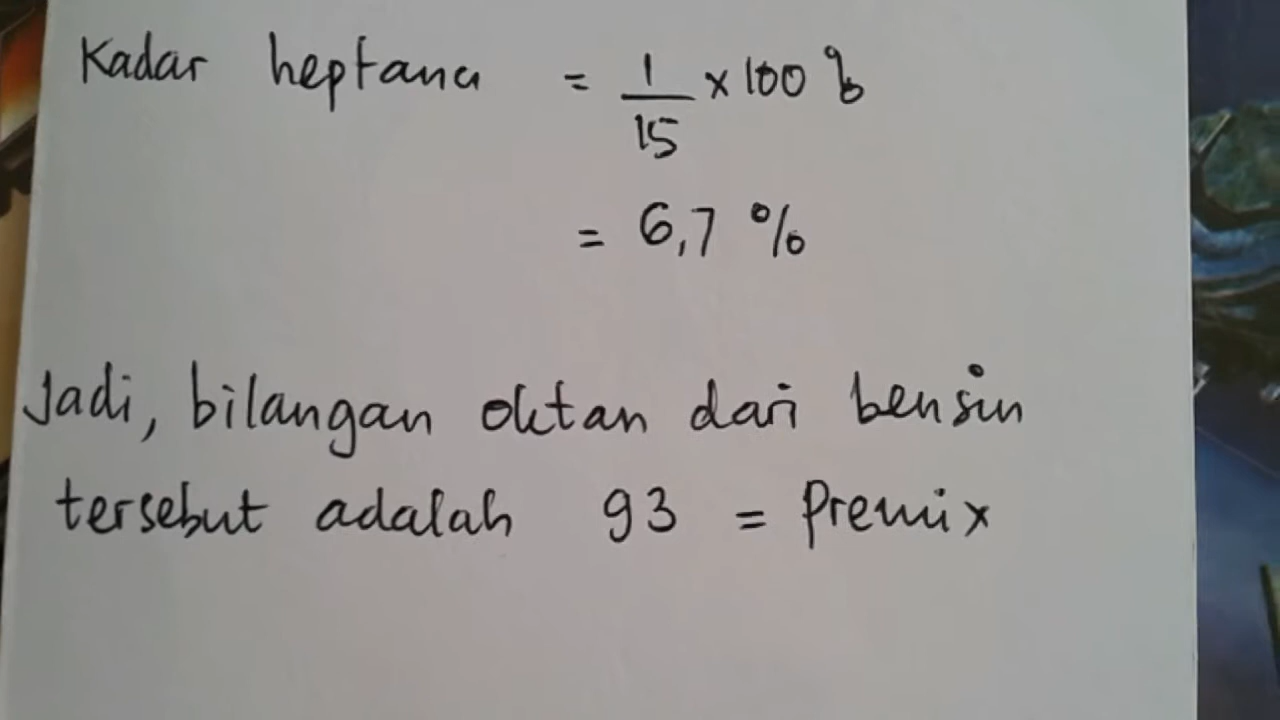 Kadar heptana = 1/15 x 100 %
= 6,7 %
Jadi, bilangan oktan dari bensin
tersebut adalah 93 = Premix